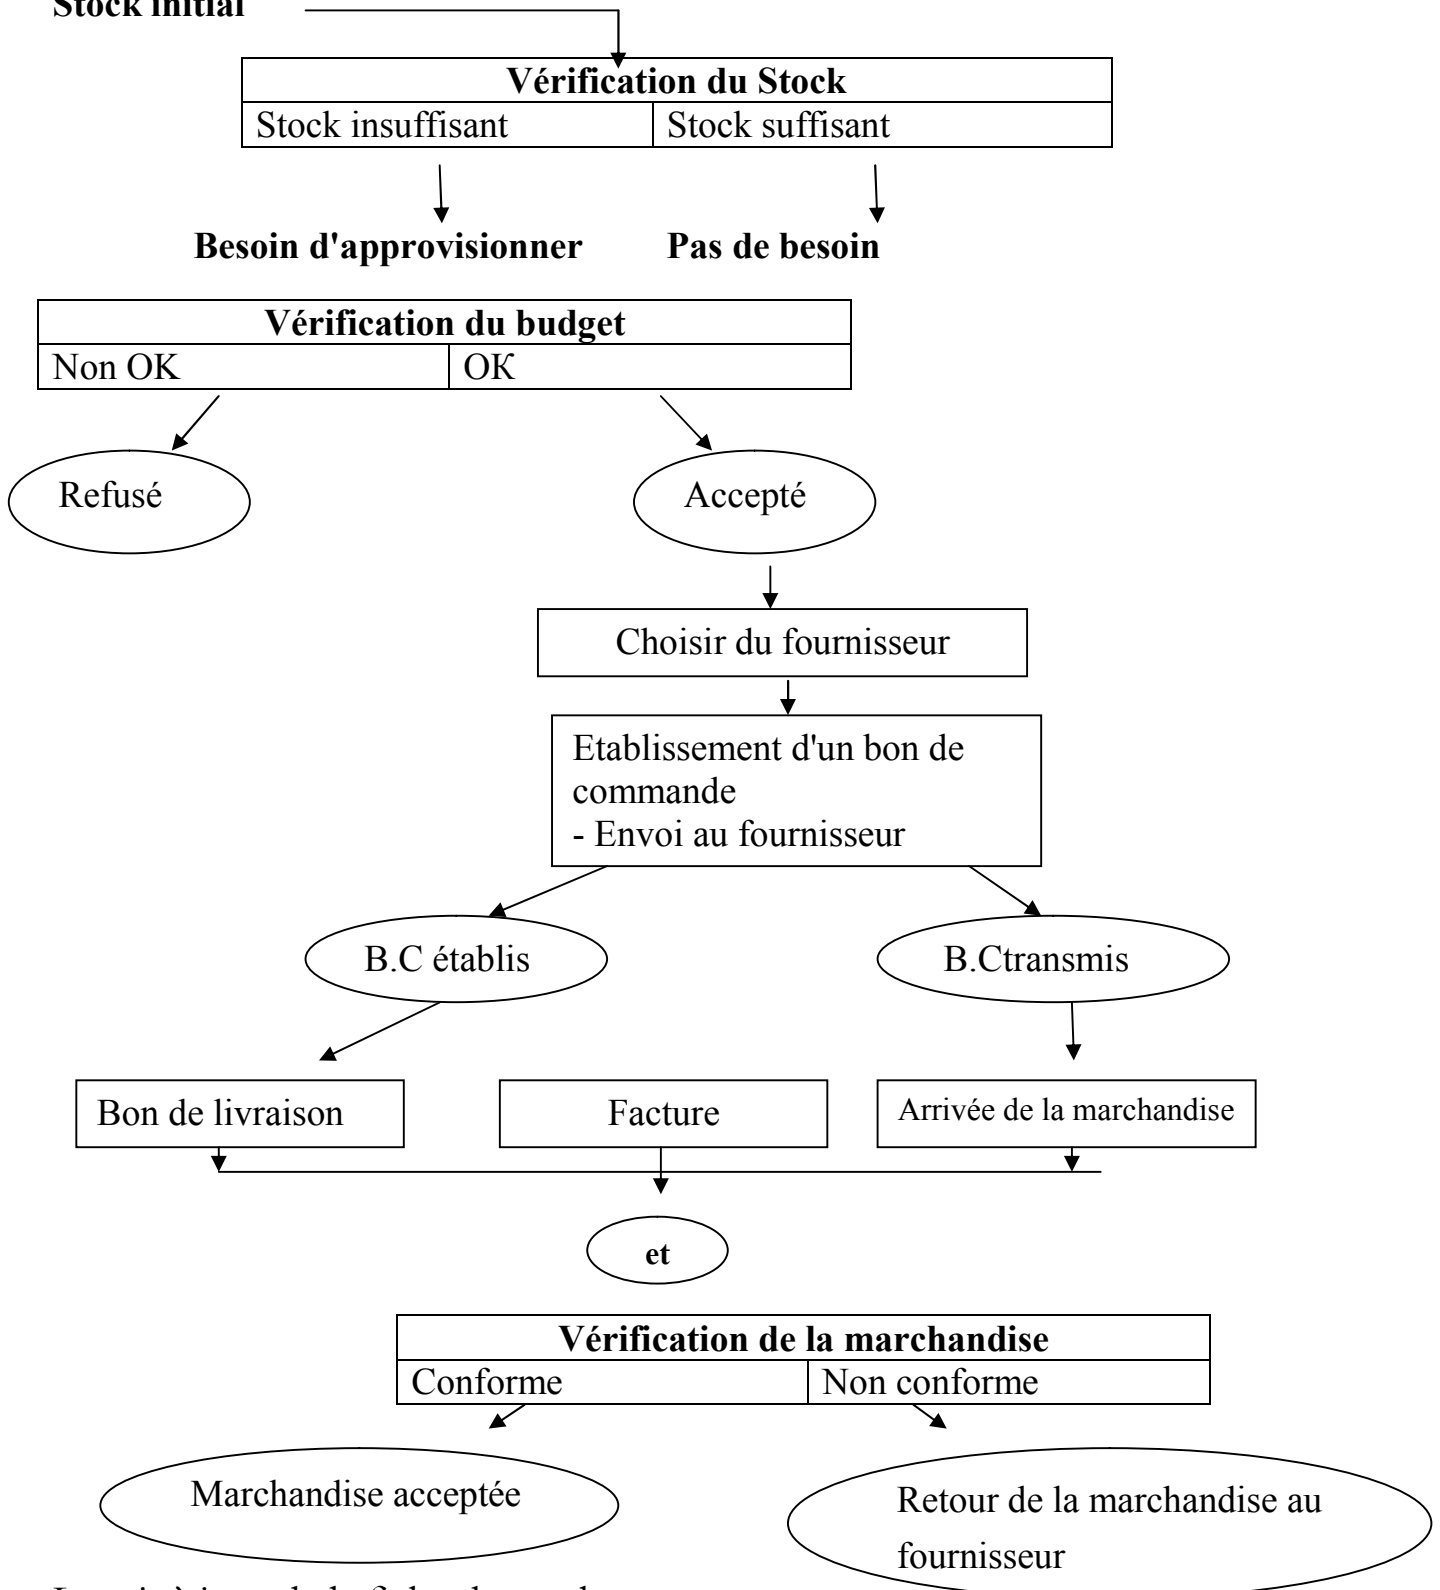 Stock initial
Vérification du Stock
Stock insuffisant
Stock suffisant
Besoin d'approvisionner
Pas de besoin
Vérification du budget
Non OK
OK
Refusé
Accepté
Choisir du fournisseur
Etablissement d'un bon de
commande
- Envoi au fournisseur
B.C établis
B.Ctransmis
Bon de livraison
Facture
Arrivée de la marchandise
et
Vérification de la marchandise
Conforme
Non conforme
Marchandise acceptée
Retour de la marchandise au
fournisseur